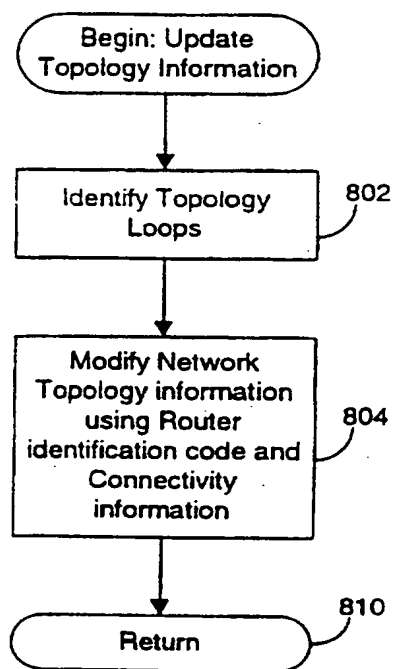 Begin: Update
Topology Information
Identify Topology
Loops
802
Modify Network
Topology information
using Router
identification code and
Connectivity
information
804
Return
810